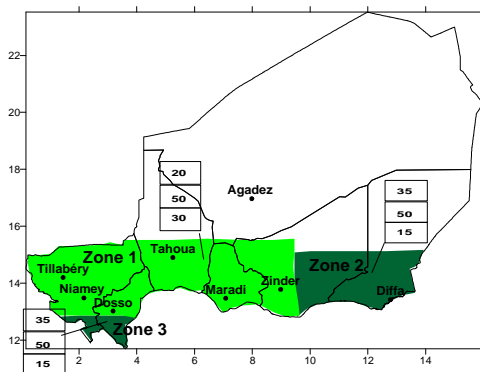 22
20
18
16
14
12
20
50
30
Agadez
35
50
15
Zone 1
Tahoua
Zone 2
Tillabéry
Niamey
Dosso
Maradi
Zinder
Diffa
35
50
15
Zone 3
2 4 6 8 10 12 14